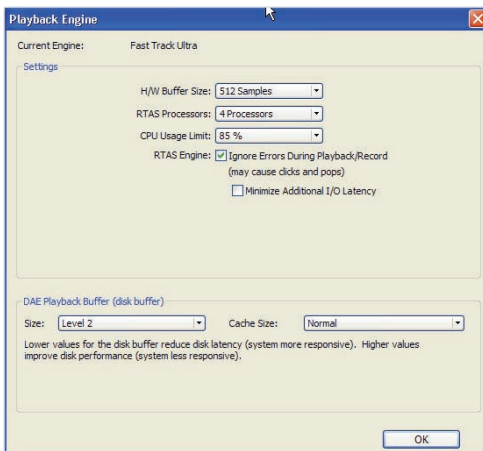 Playback Engine
Current Engine: Fast Track Ultra
Settings
H/W Buffer Size: 512 Samples
RTAS Processors: 4 Processors
CPU Usage Limit: 85 %
RTAS Engine: Ignore Errors During Playback/Record
(may cause clicks and pops)
Minimize Additional I/O Latency
DAE Playback Buffer (disk buffer)
Size: Level 2 Cache Size: Normal
Lower values for the disk buffer reduce disk latency (system more responsive). Higher values
improve disk performance (system less responsive).
OK